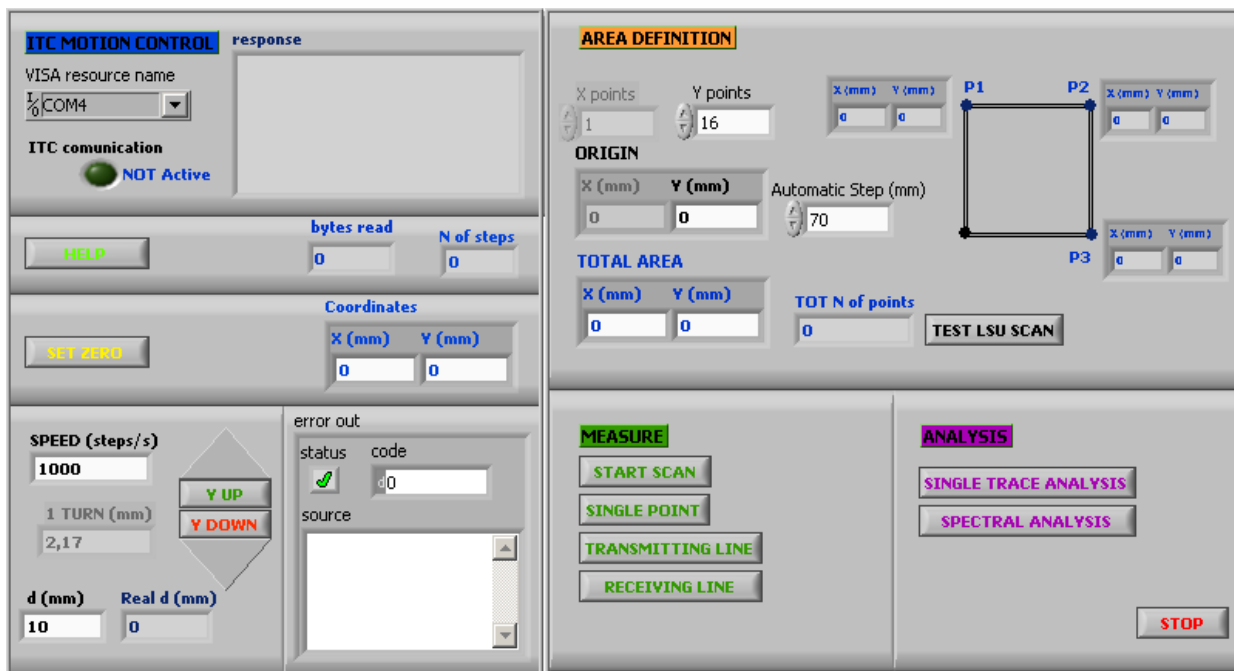 ITC MOTION CONTROL
response
VISA resource name
I/O COM4
ITC comunication
NOT Active
HELP
bytes read
0
N of steps
0
SET ZERO
Coordinates
X (mm) Y (mm)
0 0
SPEED (steps/s)
1000
1 TURN (mm)
2,17
Y UP
Y DOWN
d (mm) Real d (mm)
10 0
error out
status code
d0
source
AREA DEFINITION
X points Y points
1 16
ORIGIN
X (mm) Y (mm)
0 0
Automatic Step (mm)
70
TOTAL AREA
X (mm) Y (mm)
0 0
TOT N of points
0
TEST LSU SCAN
X (mm) Y (mm)
0 0
P1 P2
X (mm) Y (mm)
0 0
P3
X (mm) Y (mm)
0 0
MEASURE
START SCAN
SINGLE POINT
TRANSMITTING LINE
RECEIVING LINE
ANALYSIS
SINGLE TRACE ANALYSIS
SPECTRAL ANALYSIS
STOP